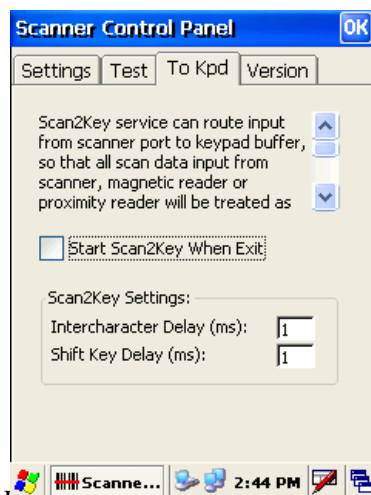 Scanner Control Panel OK
Settings Test To Kpd Version
Scan2Key service can route input
from scanner port to keypad buffer,
so that all scan data input from
scanner, magnetic reader or
proximity reader will be treated as
Start Scan2Key When Exit
Scan2Key Settings:
Intercharacter Delay (ms): 1
Shift Key Delay (ms): 1
Scanne... 2:44 PM